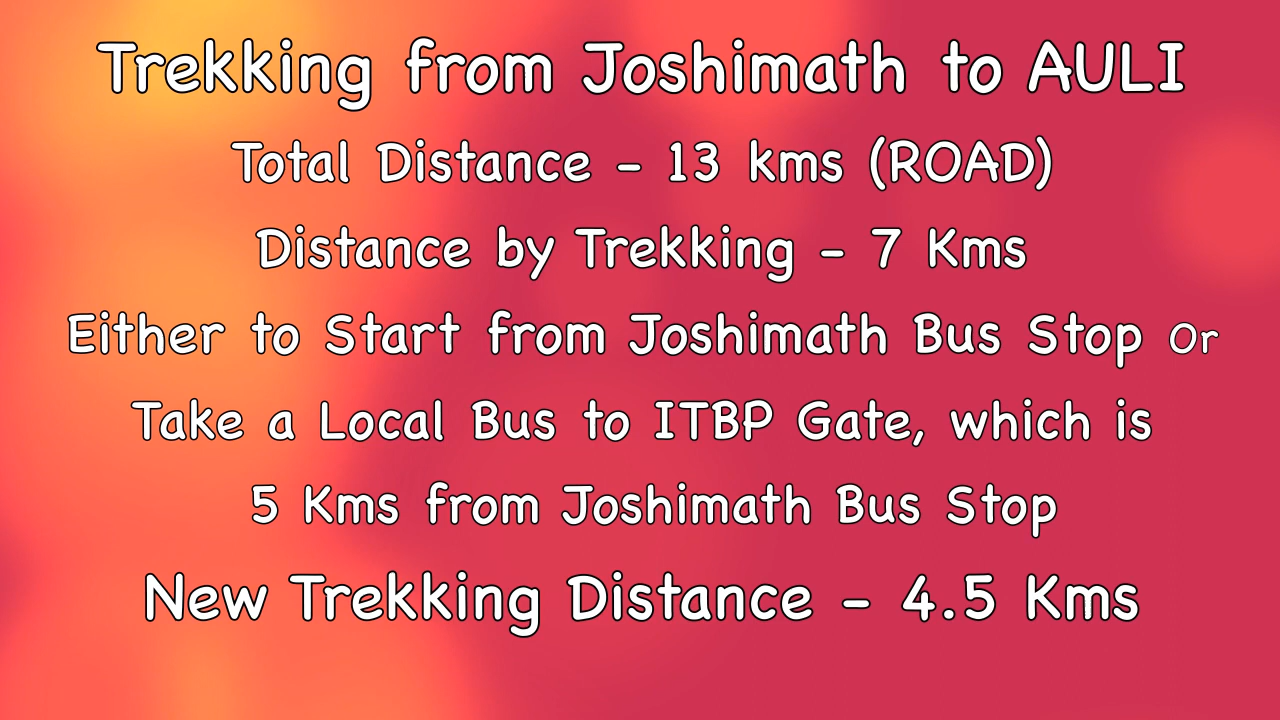 Trekking from Joshimath to AULI
Total Distance - 13 kms (ROAD)
Distance by Trekking - 7 Kms
Either to Start from Joshimath Bus Stop Or
Take a Local Bus to ITBP Gate, which is
5 Kms from Joshimath Bus Stop
New Trekking Distance - 4.5 Kms